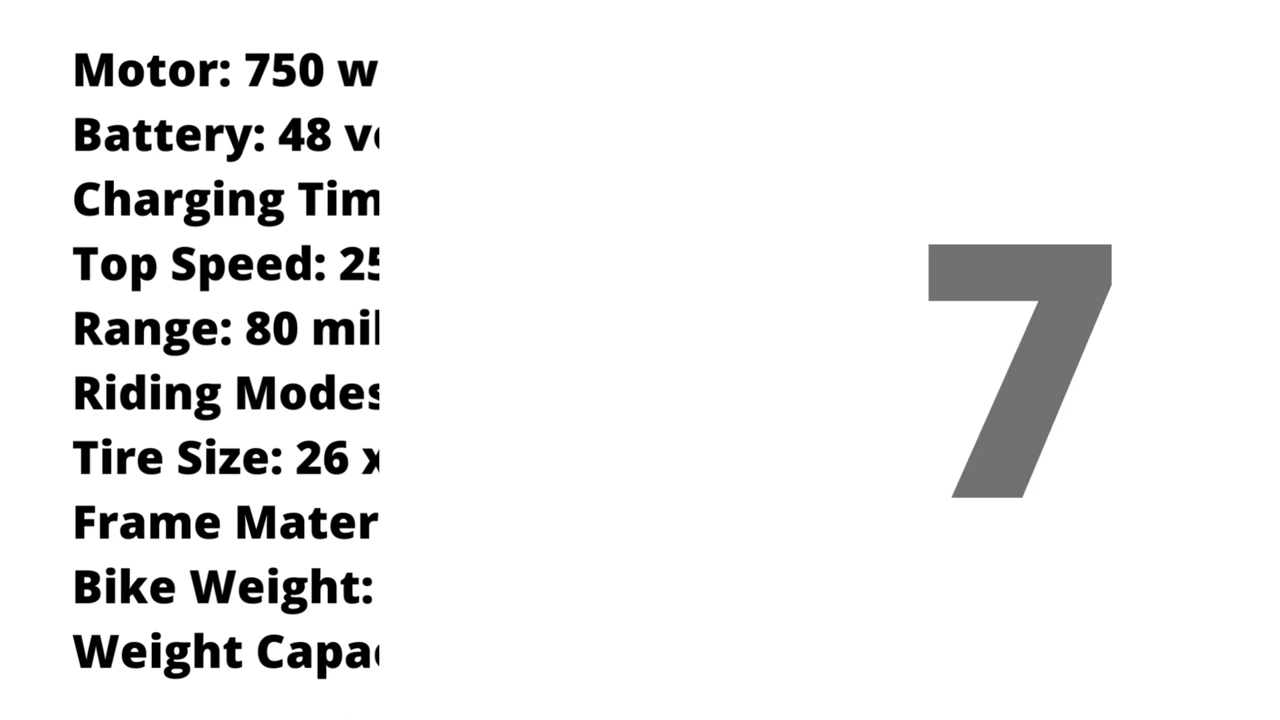 Motor: 750 w
Battery: 48 v
Charging Tim
Top Speed: 25
Range: 80 mil
Riding Modes
Tire Size: 26 x
Frame Mater
Bike Weight:
Weight Capa
7